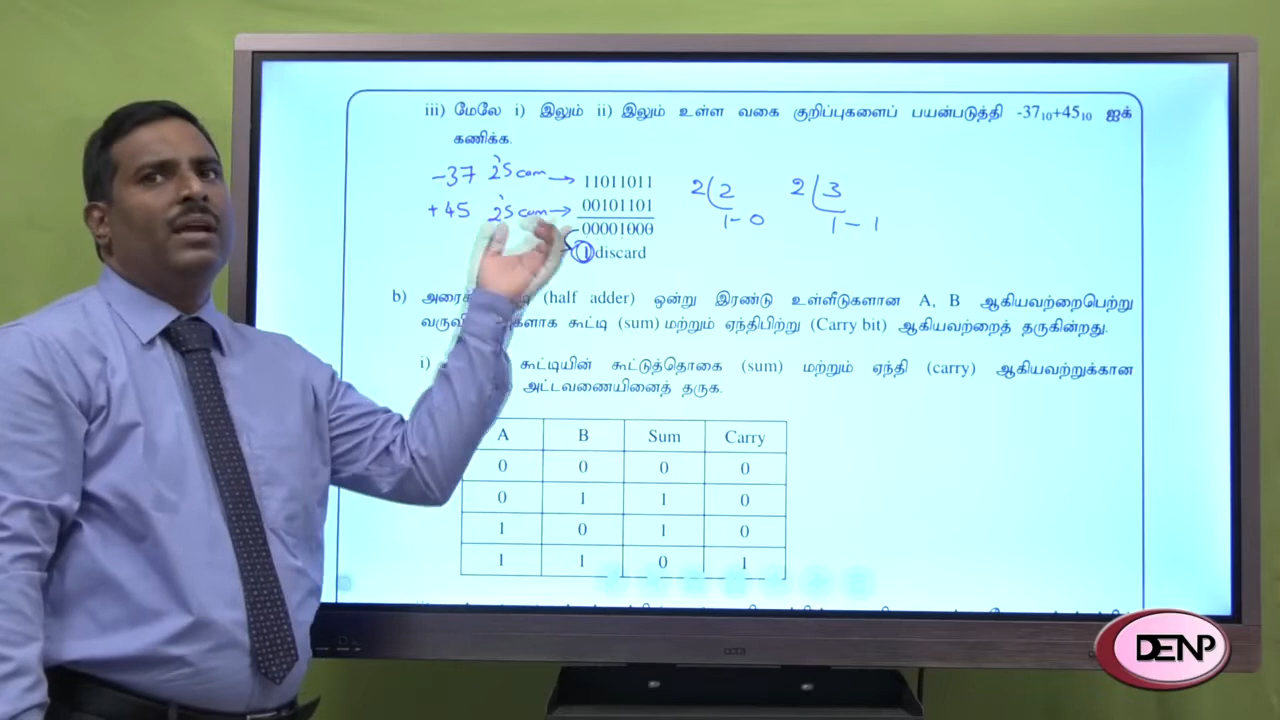 iii) மேலே i) இலும் ii) இலும் உள்ள வகை குறிப்புகளைப் பயன்படுத்தி -37₁₀+45₁₀ ஐக்
கணிக்க.
-37 2's com → 11011011
+45 2's com → 00101101
00001000
1 discard
2 2
1 - 0
2 3
1 - 1
b) (half adder) ஒன்று இரண்டு உள்ளீடுகளான A, B ஆகியவற்றைபெற்று
களாக கூட்டி (sum) மற்றும் ஏந்திபிற்று (Carry bit) ஆகியவற்றைத் தருகின்றது.
i) கூட்டியின் கூட்டுத்தொகை (sum) மற்றும் ஏந்தி (carry) ஆகியவற்றுக்கான
அட்டவணையினைத் தருக.
A B Sum Carry
0 0 0 0
0 1 1 0
1 0 1 0
1 1 0 1
DENP